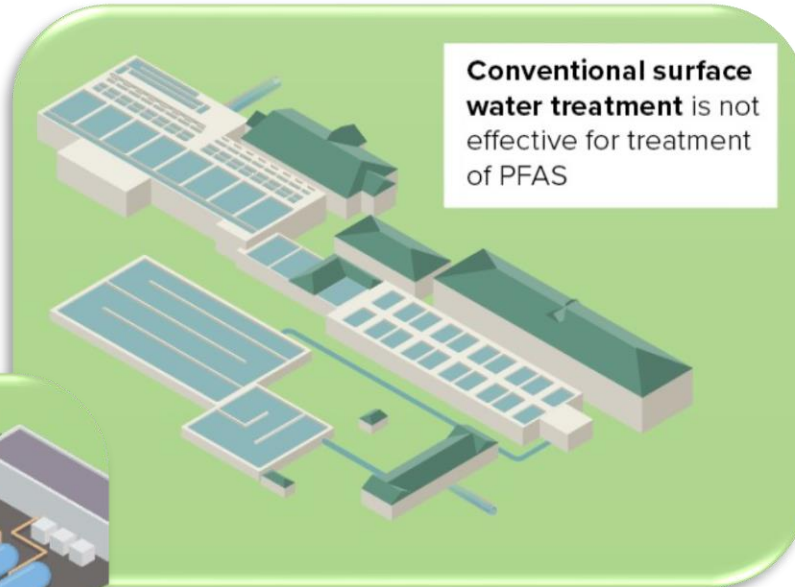 Conventional surface
water treatment is not
effective for treatment
of PFAS